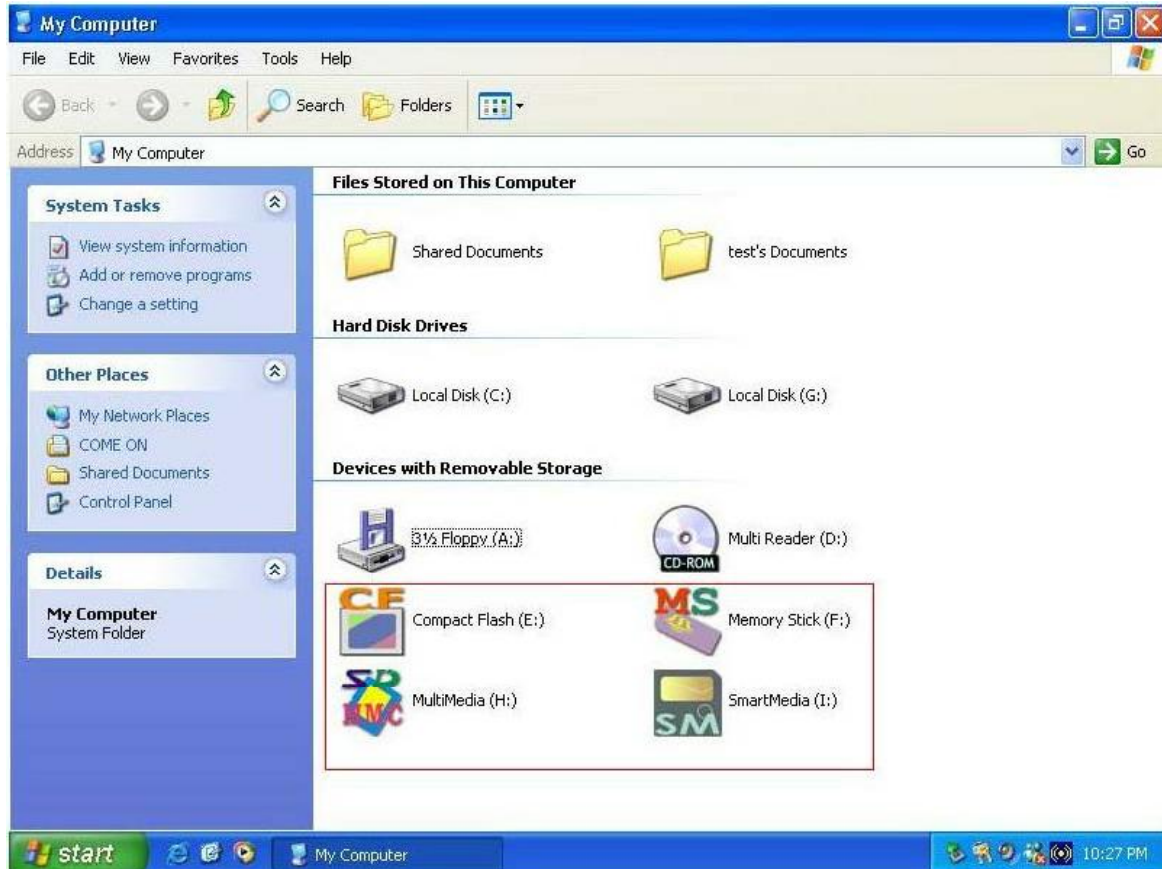 My Computer
File Edit View Favorites Tools Help
Back Search Folders
Address My Computer Go
System Tasks
View system information
Add or remove programs
Change a setting
Other Places
My Network Places
COME ON
Shared Documents
Control Panel
Details
My Computer
System Folder
Files Stored on This Computer
Shared Documents test's Documents
Hard Disk Drives
Local Disk (C:) Local Disk (G:)
Devices with Removable Storage
3½ Floppy (A:) CD-ROM Multi Reader (D:)
CF Compact Flash (E:) MS Memory Stick (F:)
SD MMC MultiMedia (H:) SM SmartMedia (I:)
start My Computer 10:27 PM